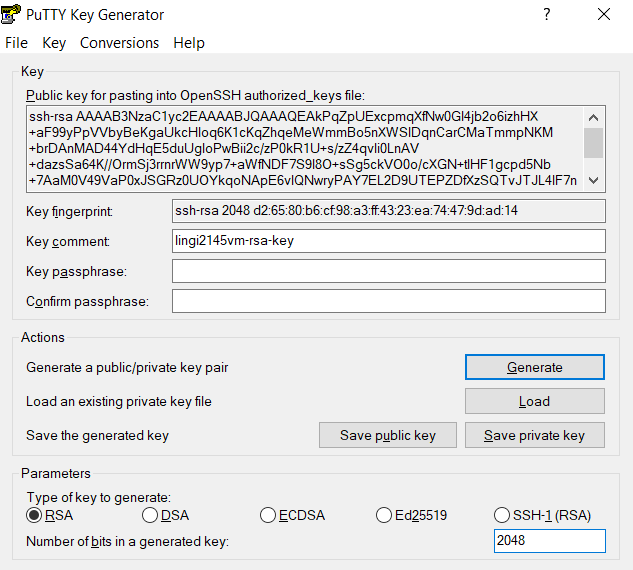 PuTTY Key Generator
?
File Key Conversions Help
Key
Public key for pasting into OpenSSH authorized_keys file:
ssh-rsa AAAAB3NzaC1yc2EAAAABJQAAAQEAkPqZpUExcpmqXfNw0Gl4jb2o6izhHX
+aF99yPpVVbyBeKgaUkcHIoq6K1cKqZhqeMeWmmBo5nXWSIDqnCarCMaTmmpNKM
+brDAnMAD44YdHqE5duUgIoPwBii2c/zP0kR1U+s/zZ4qvli0LnAV
+dazsSa64K//OrmSj3rrnrWW9yp7+aWfNDF7S9I8O+sSg5ckVO0o/cXGN+tlHF1gcpd5Nb
+7AaM0V49VaP0xJSGRz0UOYkqoNApE6vIQNwryPAY7EL2D9UTEPZDfXzSQTvJTJL4lF7n
Key fingerprint: ssh-rsa 2048 d2:65:80:b6:cf:98:a3:ff:43:23:ea:74:47:9d:ad:14
Key comment: lingi2145vm-rsa-key
Key passphrase:
Confirm passphrase:
Actions
Generate a public/private key pair Generate
Load an existing private key file Load
Save the generated key Save public key Save private key
Parameters
Type of key to generate:
RSA DSA ECDSA Ed25519 SSH-1 (RSA)
Number of bits in a generated key: 2048